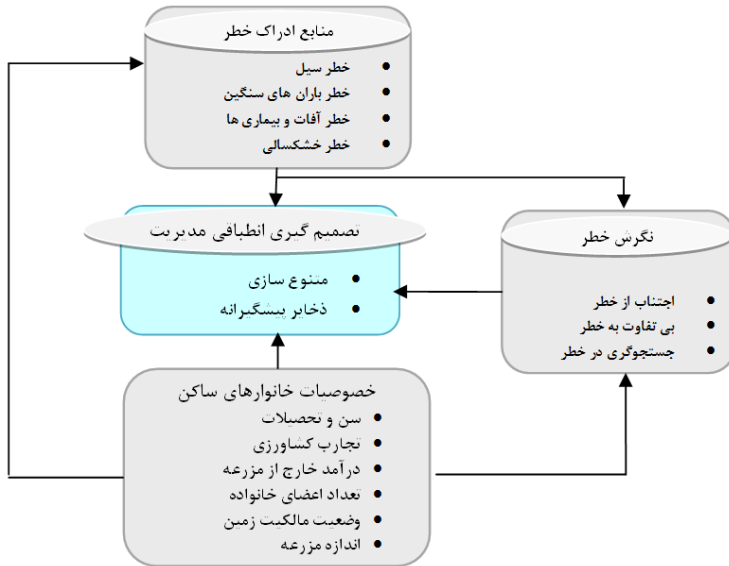 منابع ادراک خطر
خطر سیل
خطر باران های سنگین
خطر آفات و بیماری ها
خطر خشکسالی
تصمیم گیری انطباقی مدیریت
متنوع سازی
ذخایر پیشگیرانه
نگرش خطر
اجتناب از خطر
بی تفاوت به خطر
جستجوگری در خطر
خصوصیات خانوارهای ساکن
سن و تحصیلات
تجارب کشاورزی
درآمد خارج از مزرعه
تعداد اعضای خانواده
وضعیت مالکیت زمین
اندازه مزرعه